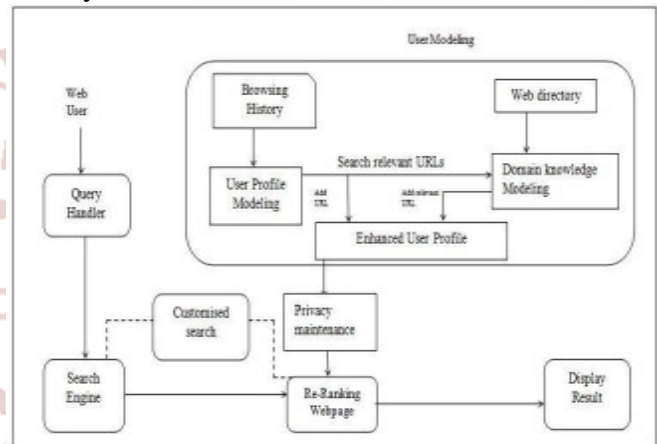 User Modeling
Web
User
Browsing
History
Web directory
Search relevant URLs
Query
Handler
User Profile
Modeling
Add
URL
Add relevant
URL
Domain knowledge
Modeling
Enhanced User Profile
Customised
search
Privacy
maintenance
Search
Engine
Re-Ranking
Webpage
Display
Result